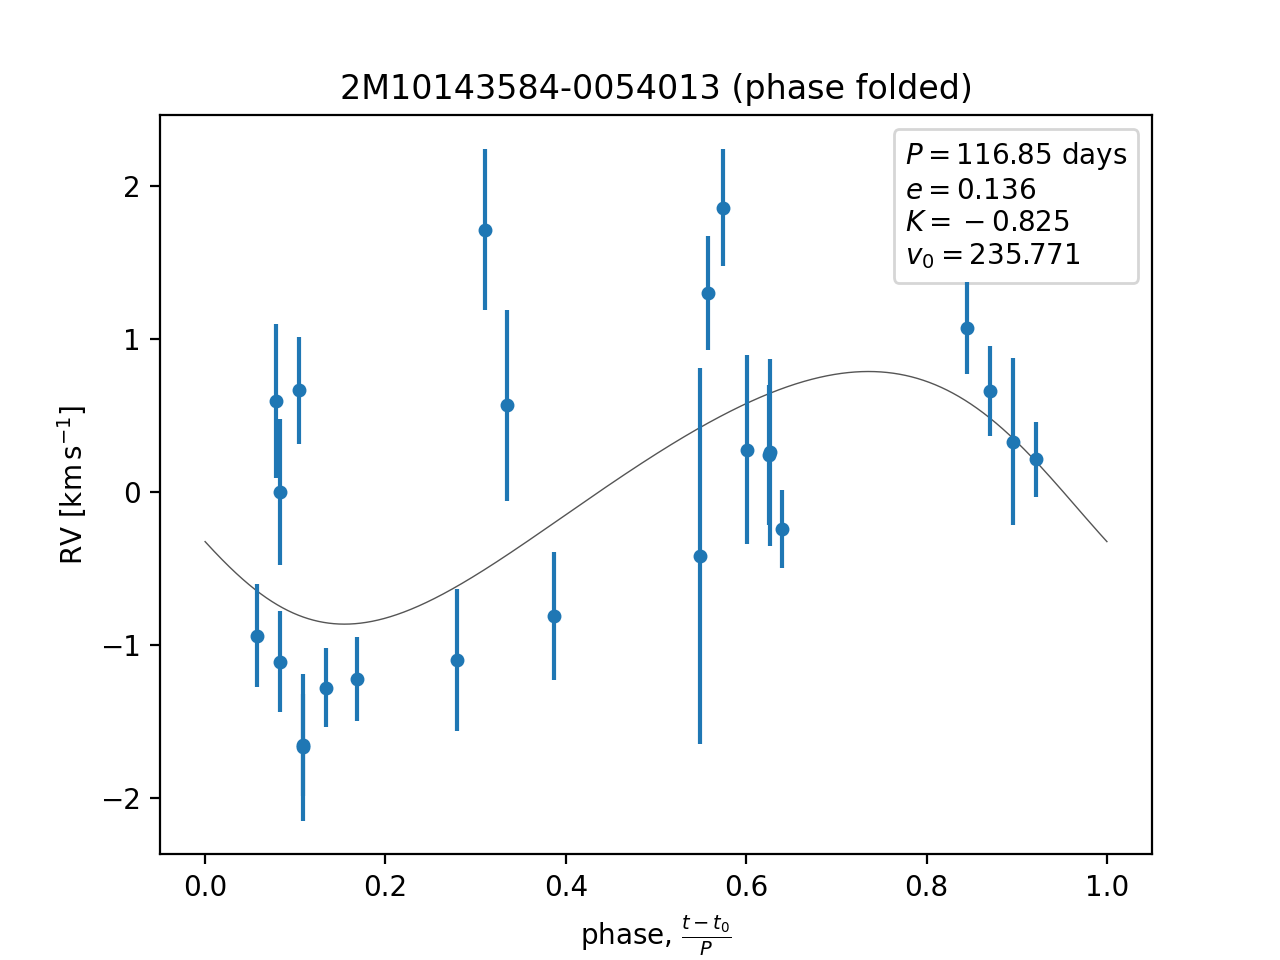 2M10143584-0054013 (phase folded)
P = 116.85 days
e = 0.136
K = −0.825
v₀ = 235.771
RV [km s⁻¹]
2
1
0
−1
−2
0.0 0.2 0.4 0.6 0.8 1.0
phase, (t − t₀)/P